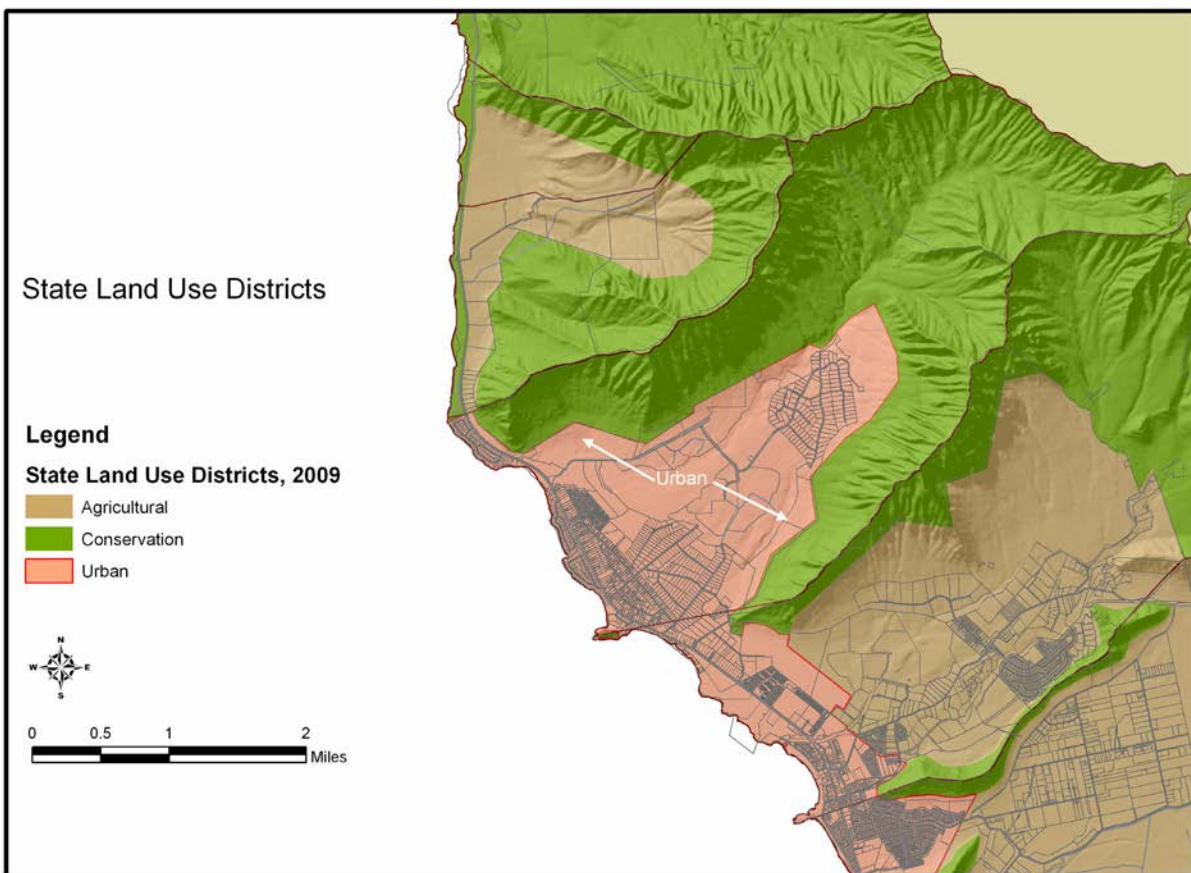 State Land Use Districts
Legend
State Land Use Districts, 2009
Agricultural
Conservation
Urban
Urban
N
W E
S
0 0.5 1 2
Miles